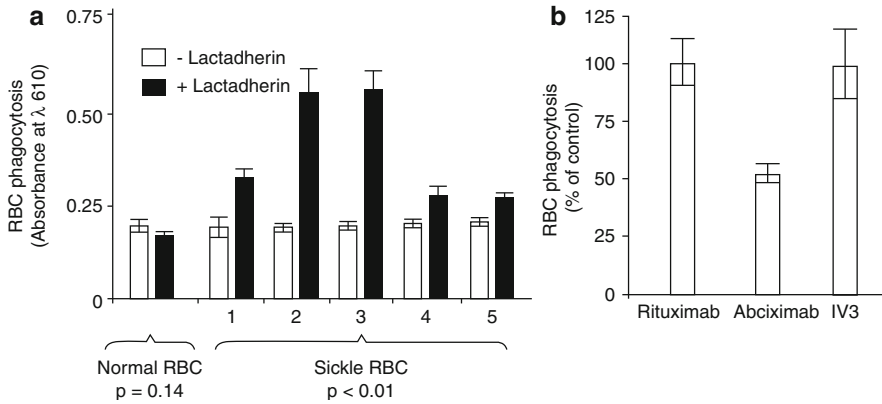 a
RBC phagocytosis
(Absorbance at λ 610)
0.75
0.50
0.25
0
- Lactadherin
+ Lactadherin
1 2 3 4 5
Normal RBC
p = 0.14
Sickle RBC
p < 0.01
b
RBC phagocytosis
(% of control)
125
100
75
50
25
0
Rituximab Abciximab IV3